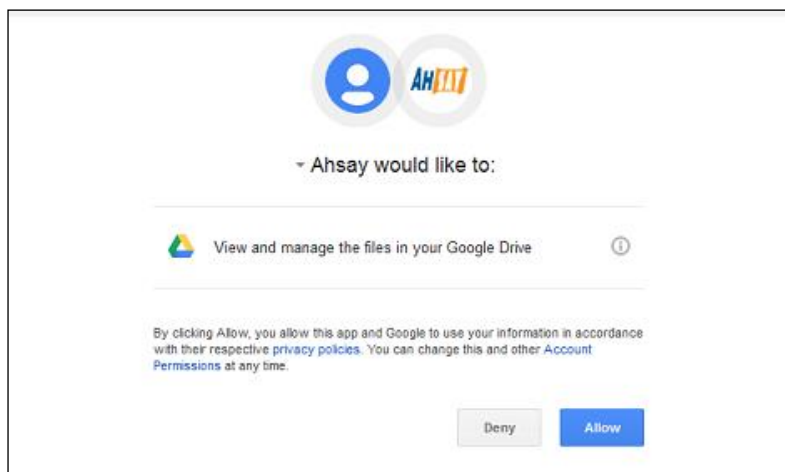 AHSAY
Ahsay would like to:
View and manage the files in your Google Drive
By clicking Allow, you allow this app and Google to use your information in accordance
with their respective privacy policies. You can change this and other Account
Permissions at any time.
Deny
Allow